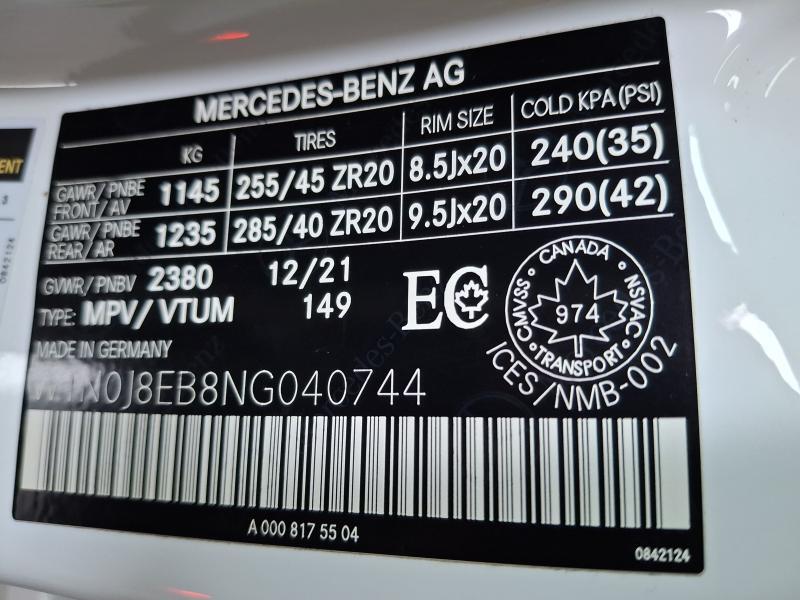 MERCEDES-BENZ AG
KG TIRES RIM SIZE COLD KPA (PSI)
GAWR/PNBE FRONT/AV 1145 255/45 ZR20 8.5Jx20 240(35)
GAWR/PNBE REAR/AR 1235 285/40 ZR20 9.5Jx20 290(42)
GVWR/PNBV 2380 12/21
TYPE: MPV/VTUM 149
EC
CANADA
CMVSS NSVAC
974
TRANSPORT
ICES/NMB-002
MADE IN GERMANY
W1N0J8EB8NG040744
A 000 817 55 04
0842124
ENT
0842124